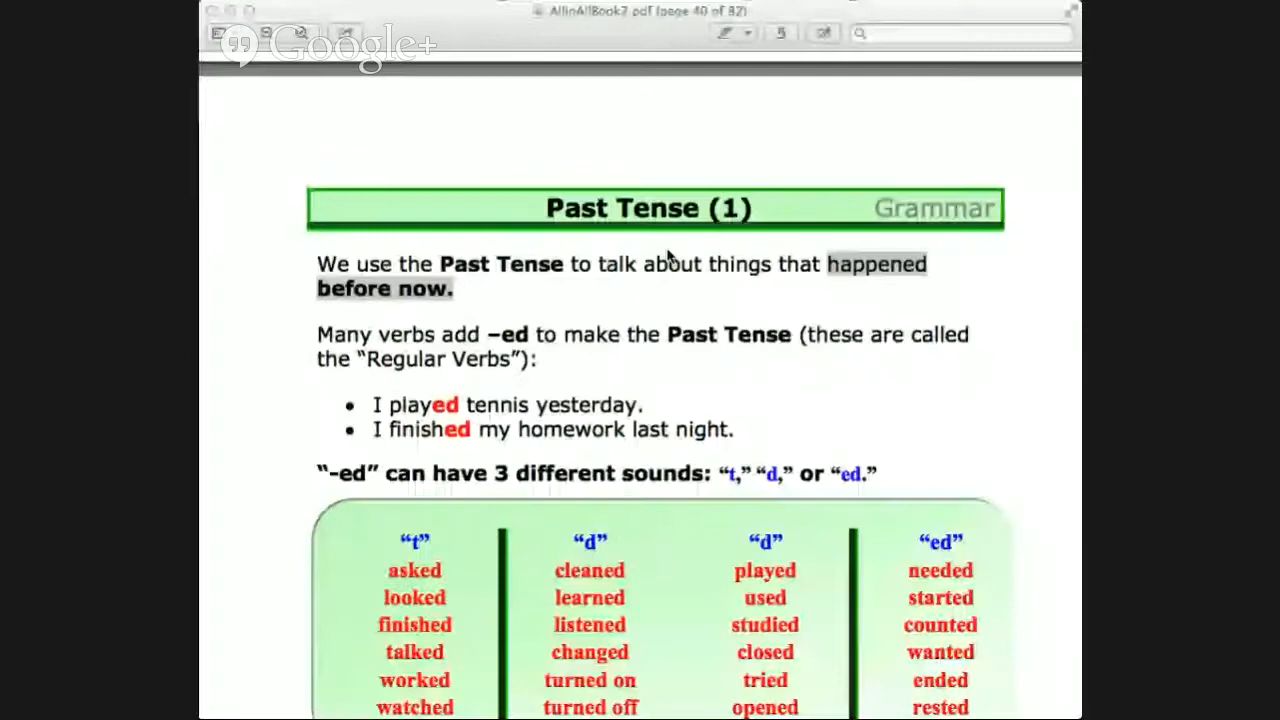 AllinAllBook2 pdf (page 40 of 82)
Google+
Past Tense (1) Grammar
We use the Past Tense to talk about things that happened
before now.
Many verbs add –ed to make the Past Tense (these are called
the “Regular Verbs”):
• I played tennis yesterday.
• I finished my homework last night.
“-ed” can have 3 different sounds: “t,” “d,” or “ed.”
“t” “d” “d” “ed”
asked cleaned played needed
looked learned used started
finished listened studied counted
talked changed closed wanted
worked turned on tried ended
watched turned off opened rested